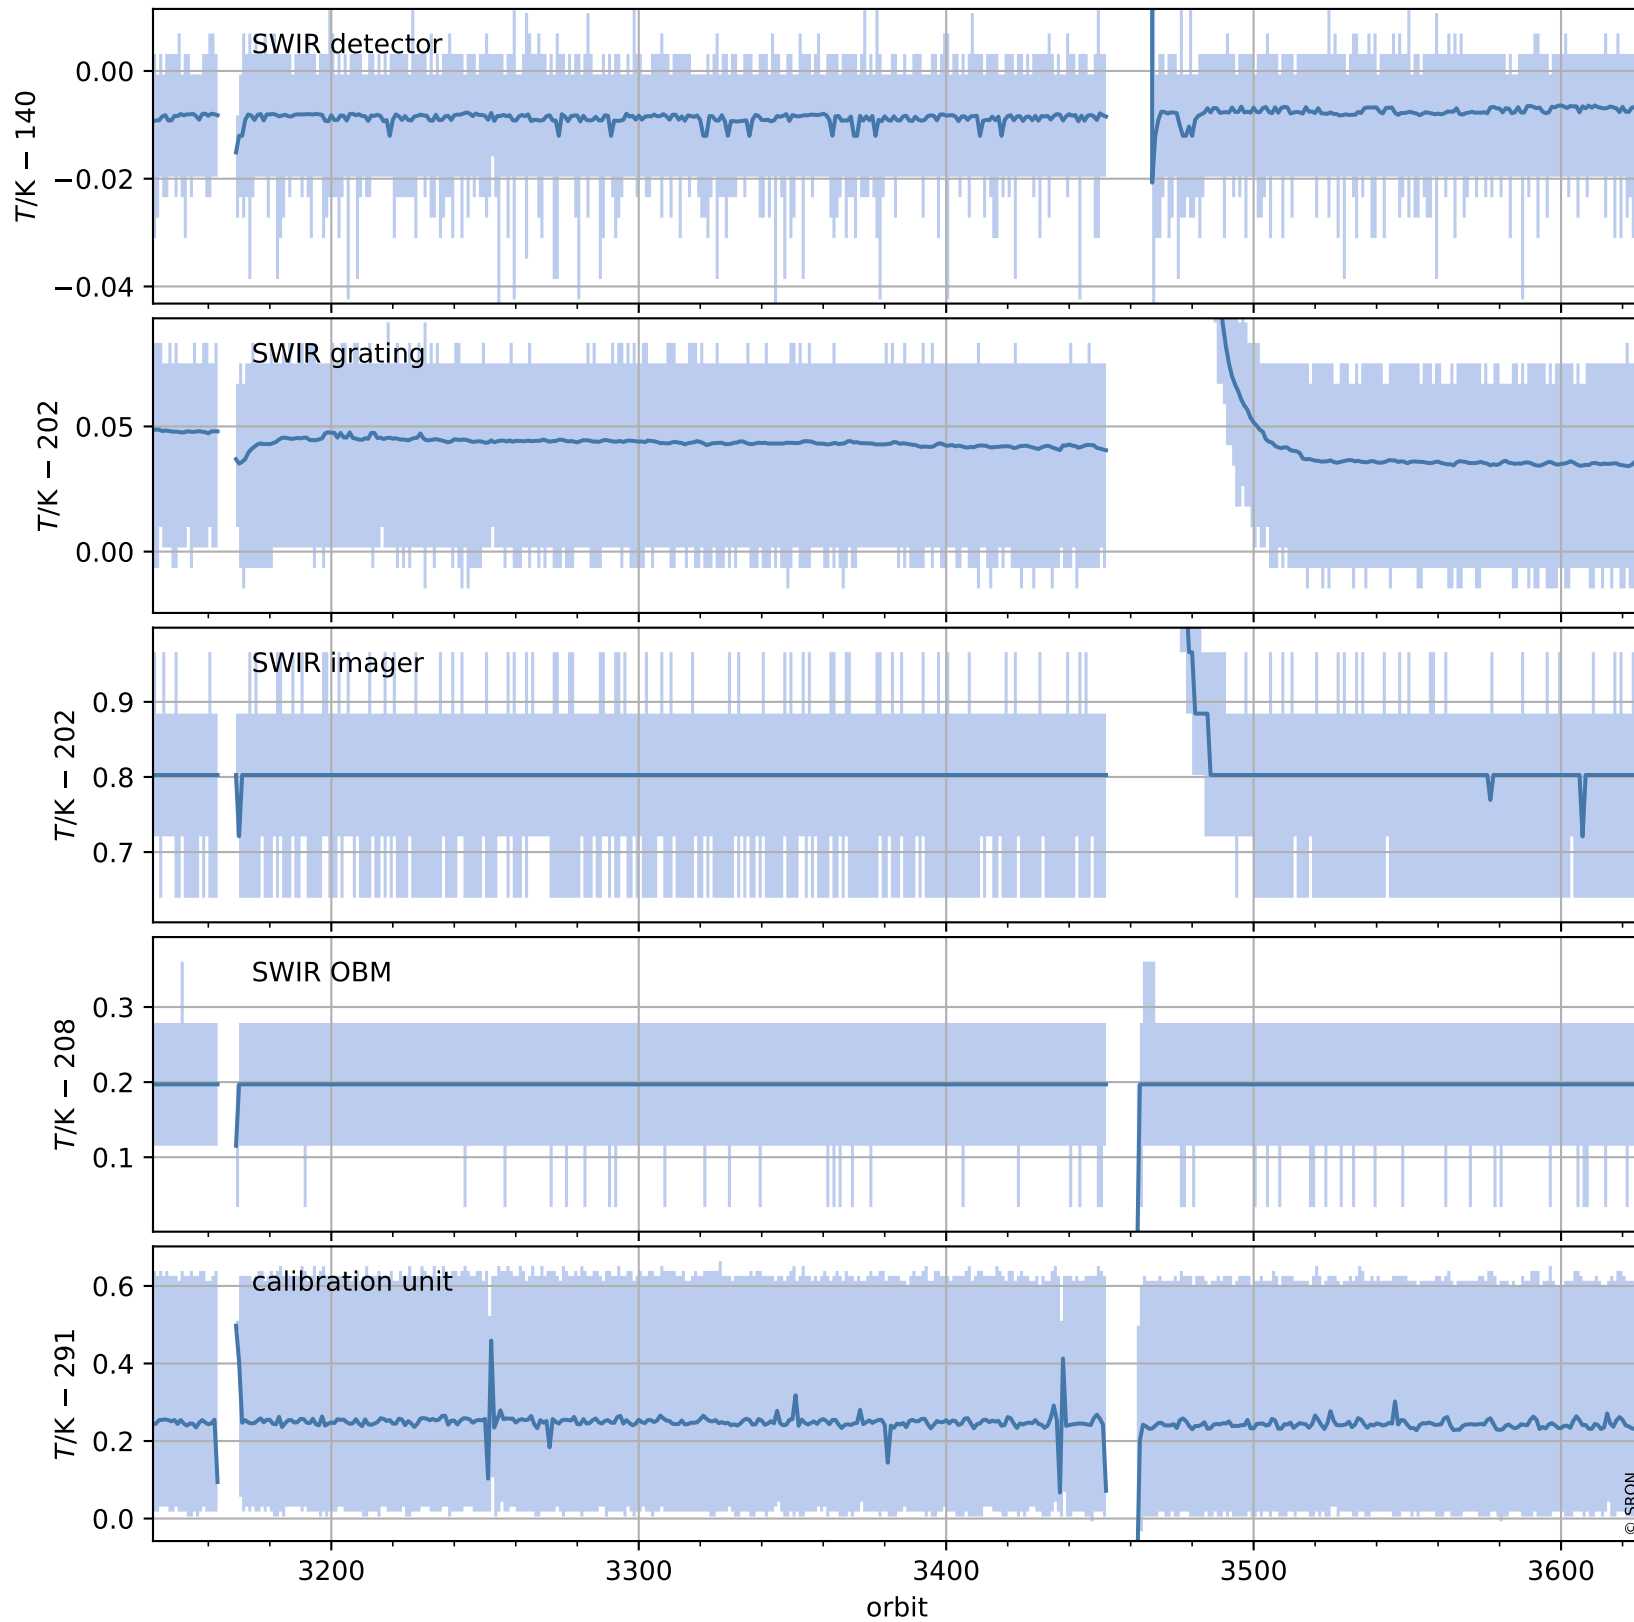 SWIR detector
T/K − 140
0.00
−0.02
−0.04
SWIR grating
T/K − 202
0.05
0.00
SWIR imager
T/K − 202
0.9
0.8
0.7
SWIR OBM
T/K − 208
0.3
0.2
0.1
calibration unit
T/K − 291
0.6
0.4
0.2
0.0
© SRON
3200 3300 3400 3500 3600
orbit